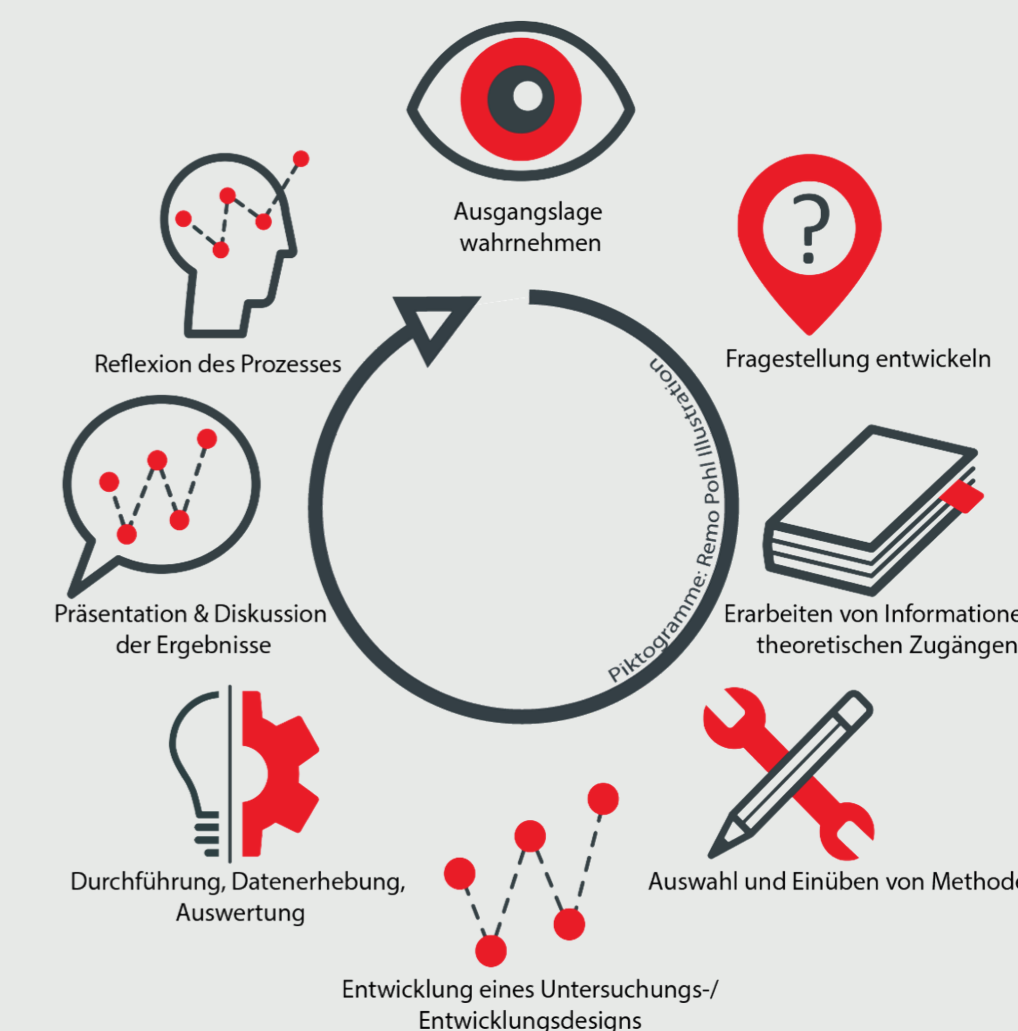 Ausgangslage
wahrnehmen
?
Fragestellung entwickeln
Erarbeiten von Informatione
theoretischen Zugängen
Auswahl und Einüben von Methode
Entwicklung eines Untersuchungs-/
Entwicklungsdesigns
Durchführung, Datenerhebung,
Auswertung
Präsentation & Diskussion
der Ergebnisse
Reflexion des Prozesses
Piktogramme: Remo Pohl Illustration